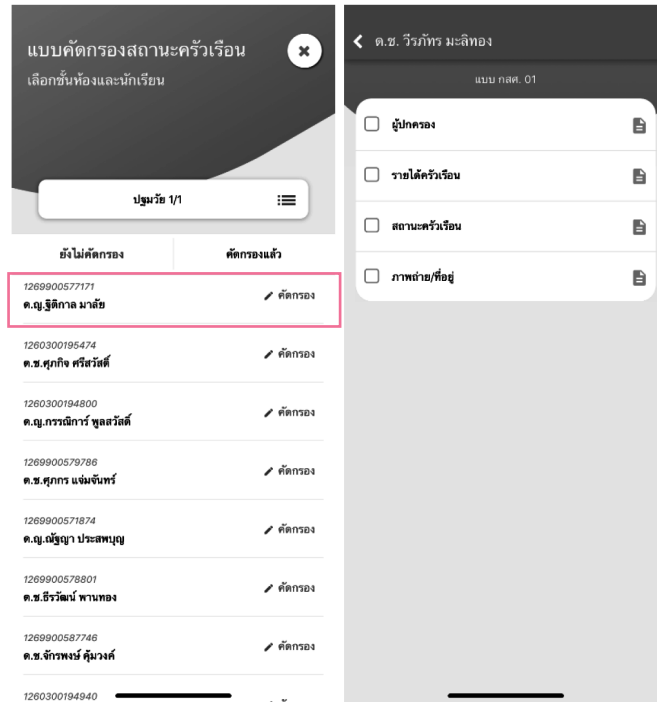 แบบคัดกรองสถานะครัวเรือน
เลือกชั้นห้องและนักเรียน
ปฐมวัย 1/1
ยังไม่คัดกรอง
คัดกรองแล้ว
1269900577171
ด.ญ.ฐิติกาล มาลัย
คัดกรอง
1260300195474
ด.ช.ศุภกิจ ศรีสวัสดิ์
คัดกรอง
1260300194800
ด.ญ.กรรณิการ์ พูลสวัสดิ์
คัดกรอง
1269900579786
ด.ช.ศุภกร แจ่มจันทร์
คัดกรอง
1269900571874
ด.ญ.ณัฐญา ประสพบุญ
คัดกรอง
1269900578801
ด.ช.ธีรวัฒน์ พานทอง
คัดกรอง
1269900587746
ด.ช.จักรพงษ์ คุ้มวงค์
คัดกรอง
1260300194940
ด.ช. วีรภัทร มะลิทอง
แบบ กสศ. 01
ผู้ปกครอง
รายได้ครัวเรือน
สถานะครัวเรือน
ภาพถ่าย/ที่อยู่